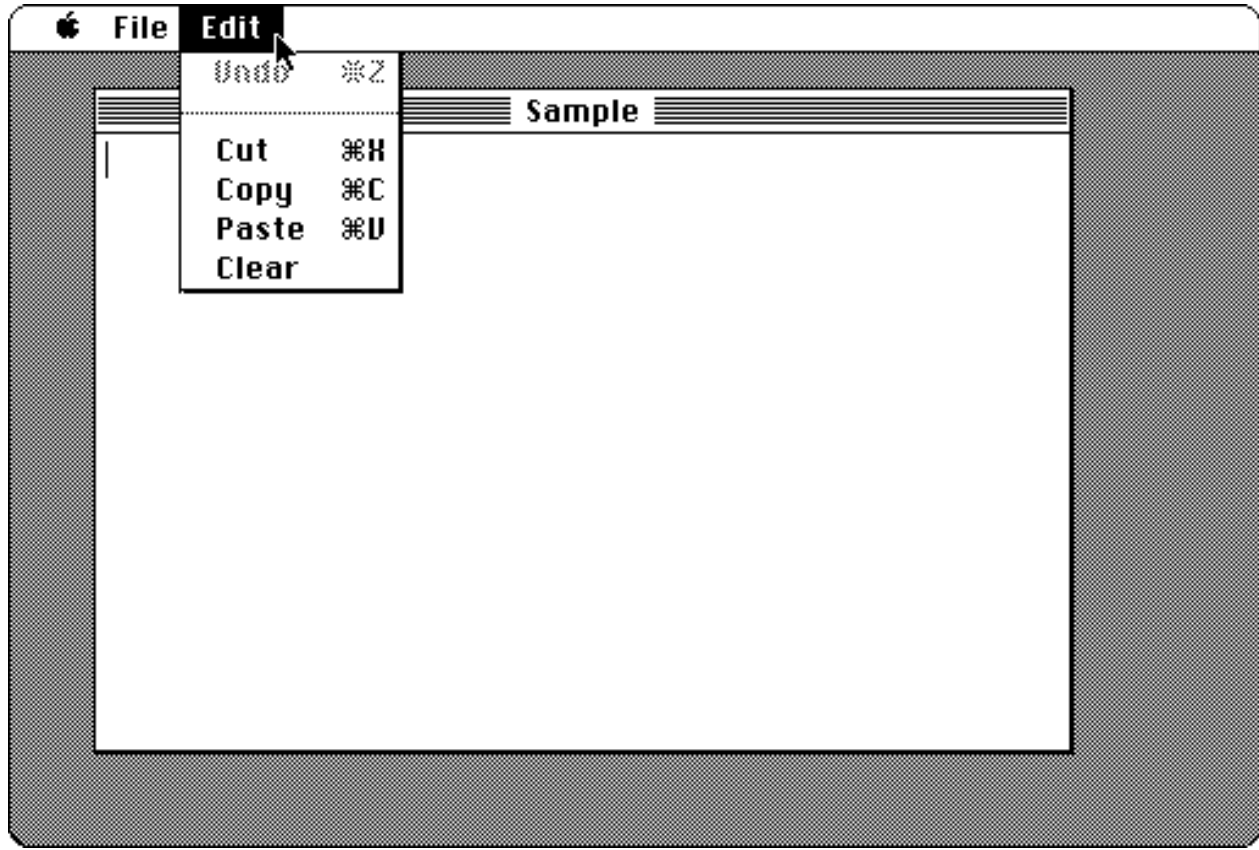 File Edit
Undo ⌘Z
Sample
Cut ⌘X
Copy ⌘C
Paste ⌘V
Clear